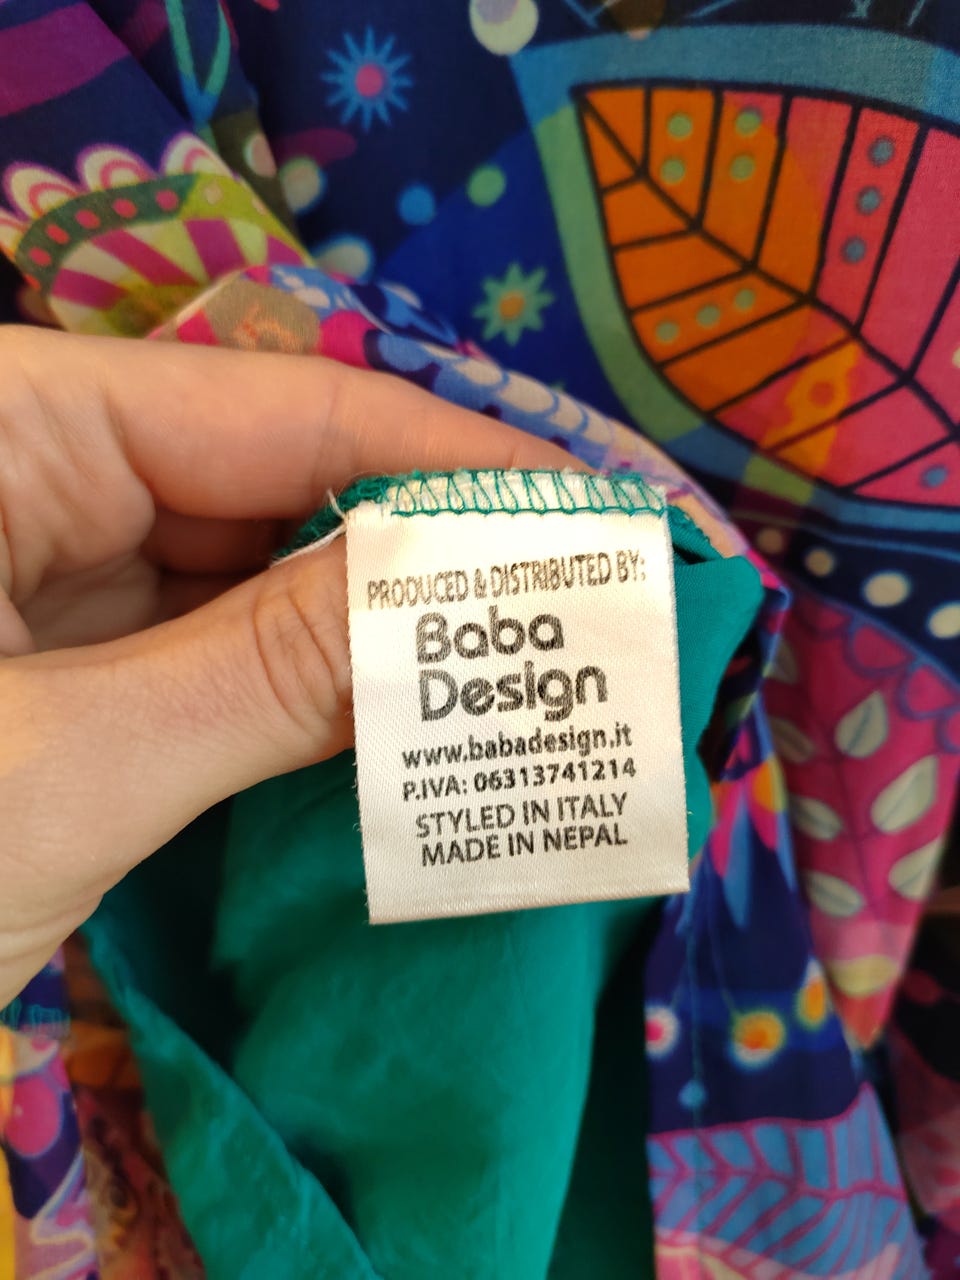 PRODUCED & DISTRIBUTED BY:
Baba
Design
www.babadesign.it
P.IVA: 06313741214
STYLED IN ITALY
MADE IN NEPAL